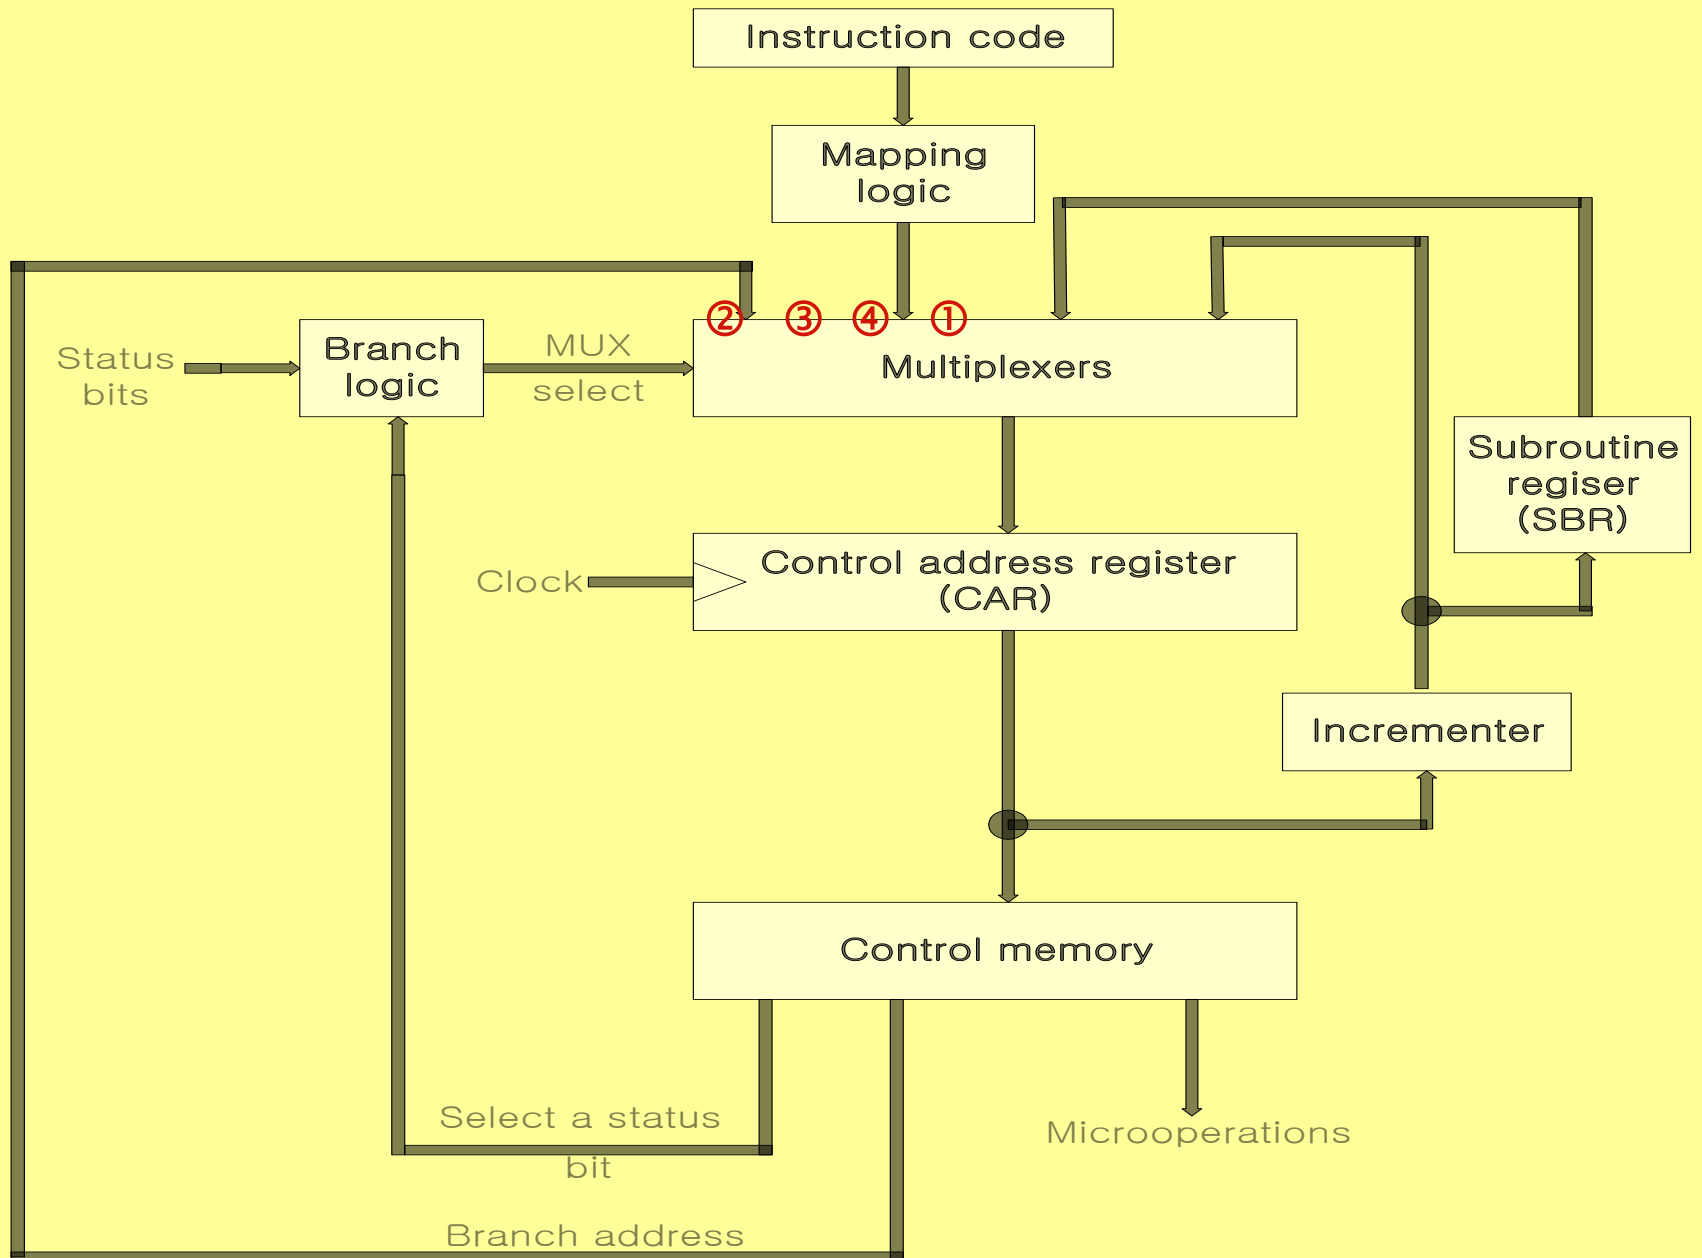 Instruction code
Mapping
logic
② ③ ④ ①
Status
bits
Branch
logic
MUX
select
Multiplexers
Subroutine
regiser
(SBR)
Clock
Control address register
(CAR)
Incrementer
Control memory
Select a status
bit
Microoperations
Branch address